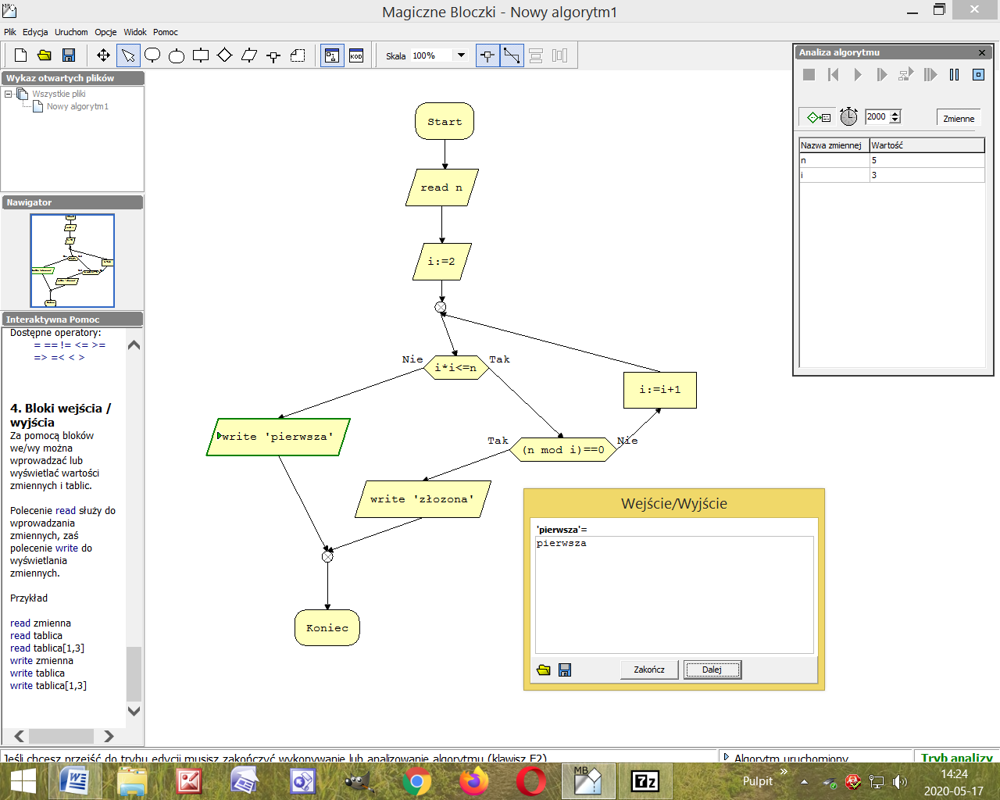 Magiczne Bloczki - Nowy algorytm1
Plik Edycja Uruchom Opcje Widok Pomoc
KOD
Skala 100%
Wykaz otwartych plików
Wszystkie pliki
Nowy algorytm1
Nawigator
Interaktywna Pomoc
Dostępne operatory:
= == != <= >=
=> =< < >
4. Bloki wejścia /
wyjścia
Za pomocą bloków
we/wy można
wprowadzać lub
wyświetlać wartości
zmiennych i tablic.
Polecenie read służy do
wprowadzania
zmiennych, zaś
polecenie write do
wyświetlania
zmiennych.
Przykład
read zmienna
read tablica
read tablica[1,3]
write zmienna
write tablica
write tablica[1,3]
Start
read n
i:=2
Nie
i*i<=n
Tak
i:=i+1
write 'pierwsza'
Tak
(n mod i)==0
Nie
write 'złozona'
Koniec
Analiza algorytmu
2000
Zmienne
Nazwa zmiennej Wartość
n 5
i 3
Wejście/Wyjście
'pierwsza'=
pierwsza
Zakończ
Dalej
Jeśli chcesz przejść do trybu edycji musisz zakończyć wykonywanie lub analizowanie algorytmu (klawisz F2)
Algorytm uruchomiony
Tryb analizy
MB
7z
Pulpit
14:24
2020-05-17